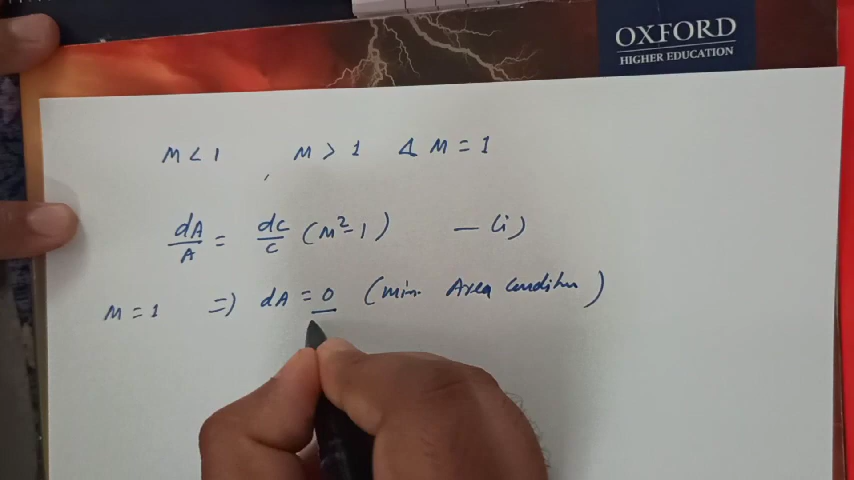 OXFORD
HIGHER EDUCATION
M < 1 , M > 1 & M = 1
dA/A = dc/c (M²-1) — (i)
M = 1 => dA = 0 (Min. Area Condition)